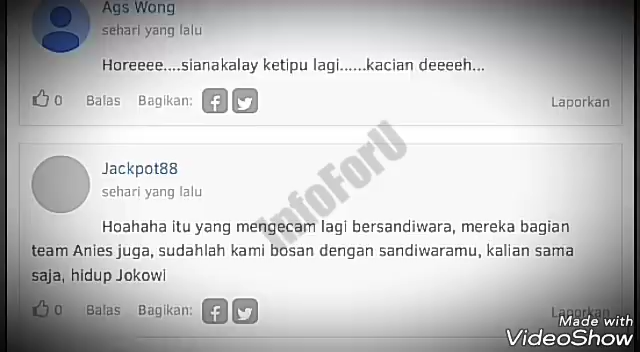 Ags Wong
sehari yang lalu
Horeeee....sianakalay ketipu lagi......kacian deeeeh...
0 Balas Bagikan: Laporkan
InfoForU
Jackpot88
sehari yang lalu
Hoahaha itu yang mengecam lagi bersandiwara, mereka bagian
team Anies juga, sudahlah kami bosan dengan sandiwaramu, kalian sama
saja, hidup Jokowi
0 Balas Bagikan: Laporkan
Made with
VideoShow